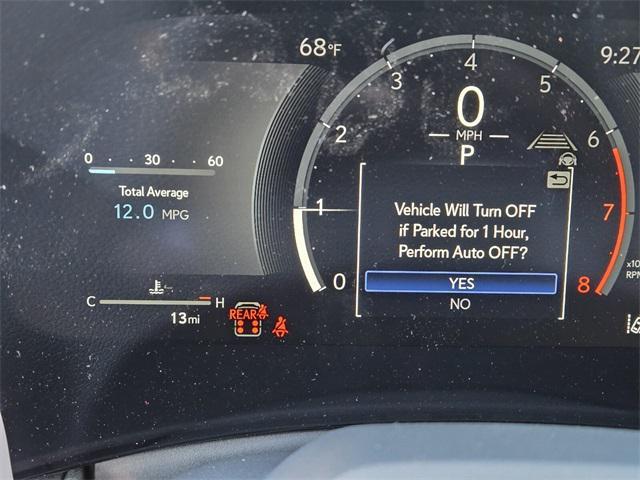 68°F
9:27
4
3
5
2
6
1
7
0
8
0
MPH
P
0 30 60
Total Average
12.0 MPG
Vehicle Will Turn OFF
if Parked for 1 Hour,
Perform Auto OFF?
YES
NO
C H
13mi
REAR
x10
RPM